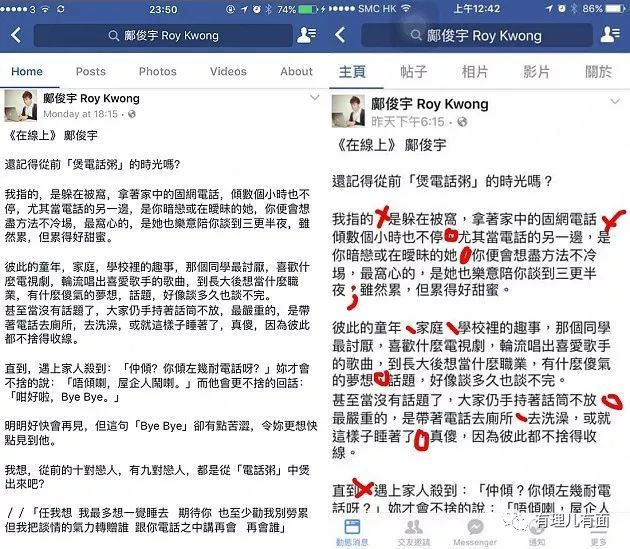 3 23:50 74%
鄺俊宇 Roy Kwong
Home Posts Photos Videos About
鄺俊宇 Roy Kwong
Monday at 18:15 ·
《在線上》 鄺俊宇
還記得從前「煲電話粥」的時光嗎?
我指的，是躲在被窩，拿著家中的固網電話，傾數個小時也不
停，尤其當電話的另一邊，是你暗戀或在曖昧的她，你便會想
盡方法不冷場，最窩心的，是她也樂意陪你談到三更半夜，雖
然累，但累得好甜蜜。
彼此的童年，家庭，學校裡的趣事，那個同學最討厭，喜歡什
麼電視劇，輪流唱出喜愛歌手的歌曲，到長大後想當什麼職
業，有什麼傻氣的夢想，話題，好像談多久也談不完。
甚至當沒有話題了，大家仍手持著話筒不放，最嚴重的，是帶
著電話去廁所，去洗澡，或就這樣子睡著了，真傻，因為彼此
都不捨得收線。
直到，遇上家人殺到：「仲傾？你傾左幾耐電話呀？」妳才會
不捨的說：「唔傾喇，屋企人鬧喇。」而他會更不捨的回話：
「咁好啦，Bye Bye。」
明明好快會再見，但這句「Bye Bye」卻有點苦澀，令妳更想快
點見到他。
我想，從前的十對戀人，有九對戀人，都是從「電話粥」中煲
出來吧?
//「任我想 我最多想一覺睡去 期待你 也至少勸我別勞累
但我把談情的氣力轉贈誰 跟你電話之中講再會 再會誰」
SMC HK 上午12:42 86%
鄺俊宇 Roy Kwong
主頁 帖子 相片 影片 關於
鄺俊宇 Roy Kwong
昨天下午6:15 ·
《在線上》 鄺俊宇
還記得從前「煲電話粥」的時光嗎？
我指的 是躲在被窩，拿著家中的固網電話
傾數個小時也不停 尤其當電話的另一邊，是
你暗戀或在曖昧的她 你便會想盡方法不冷
場，最窩心的，是她也樂意陪你談到三更半
夜；雖然累，但累得好甜蜜。
彼此的童年、家庭、學校裡的趣事，那個同學
最討厭，喜歡什麼電視劇，輪流唱出喜愛歌手
的歌曲，到長大後想當什麼職業，有什麼傻氣
的夢想 話題，好像談多久也談不完。
甚至當沒有話題了，大家仍手持著話筒不放
最嚴重的，是帶著電話去廁所、去洗澡，或就
這樣子睡著了 真傻，因為彼此都不捨得收
線。
直到 遇上家人殺到：「仲傾？你傾左幾耐
電話呀？」妳才會不捨的說：「唔傾喇，屋企人
動態消息 交友邀請 Messenger 通知 更多
有理儿有面